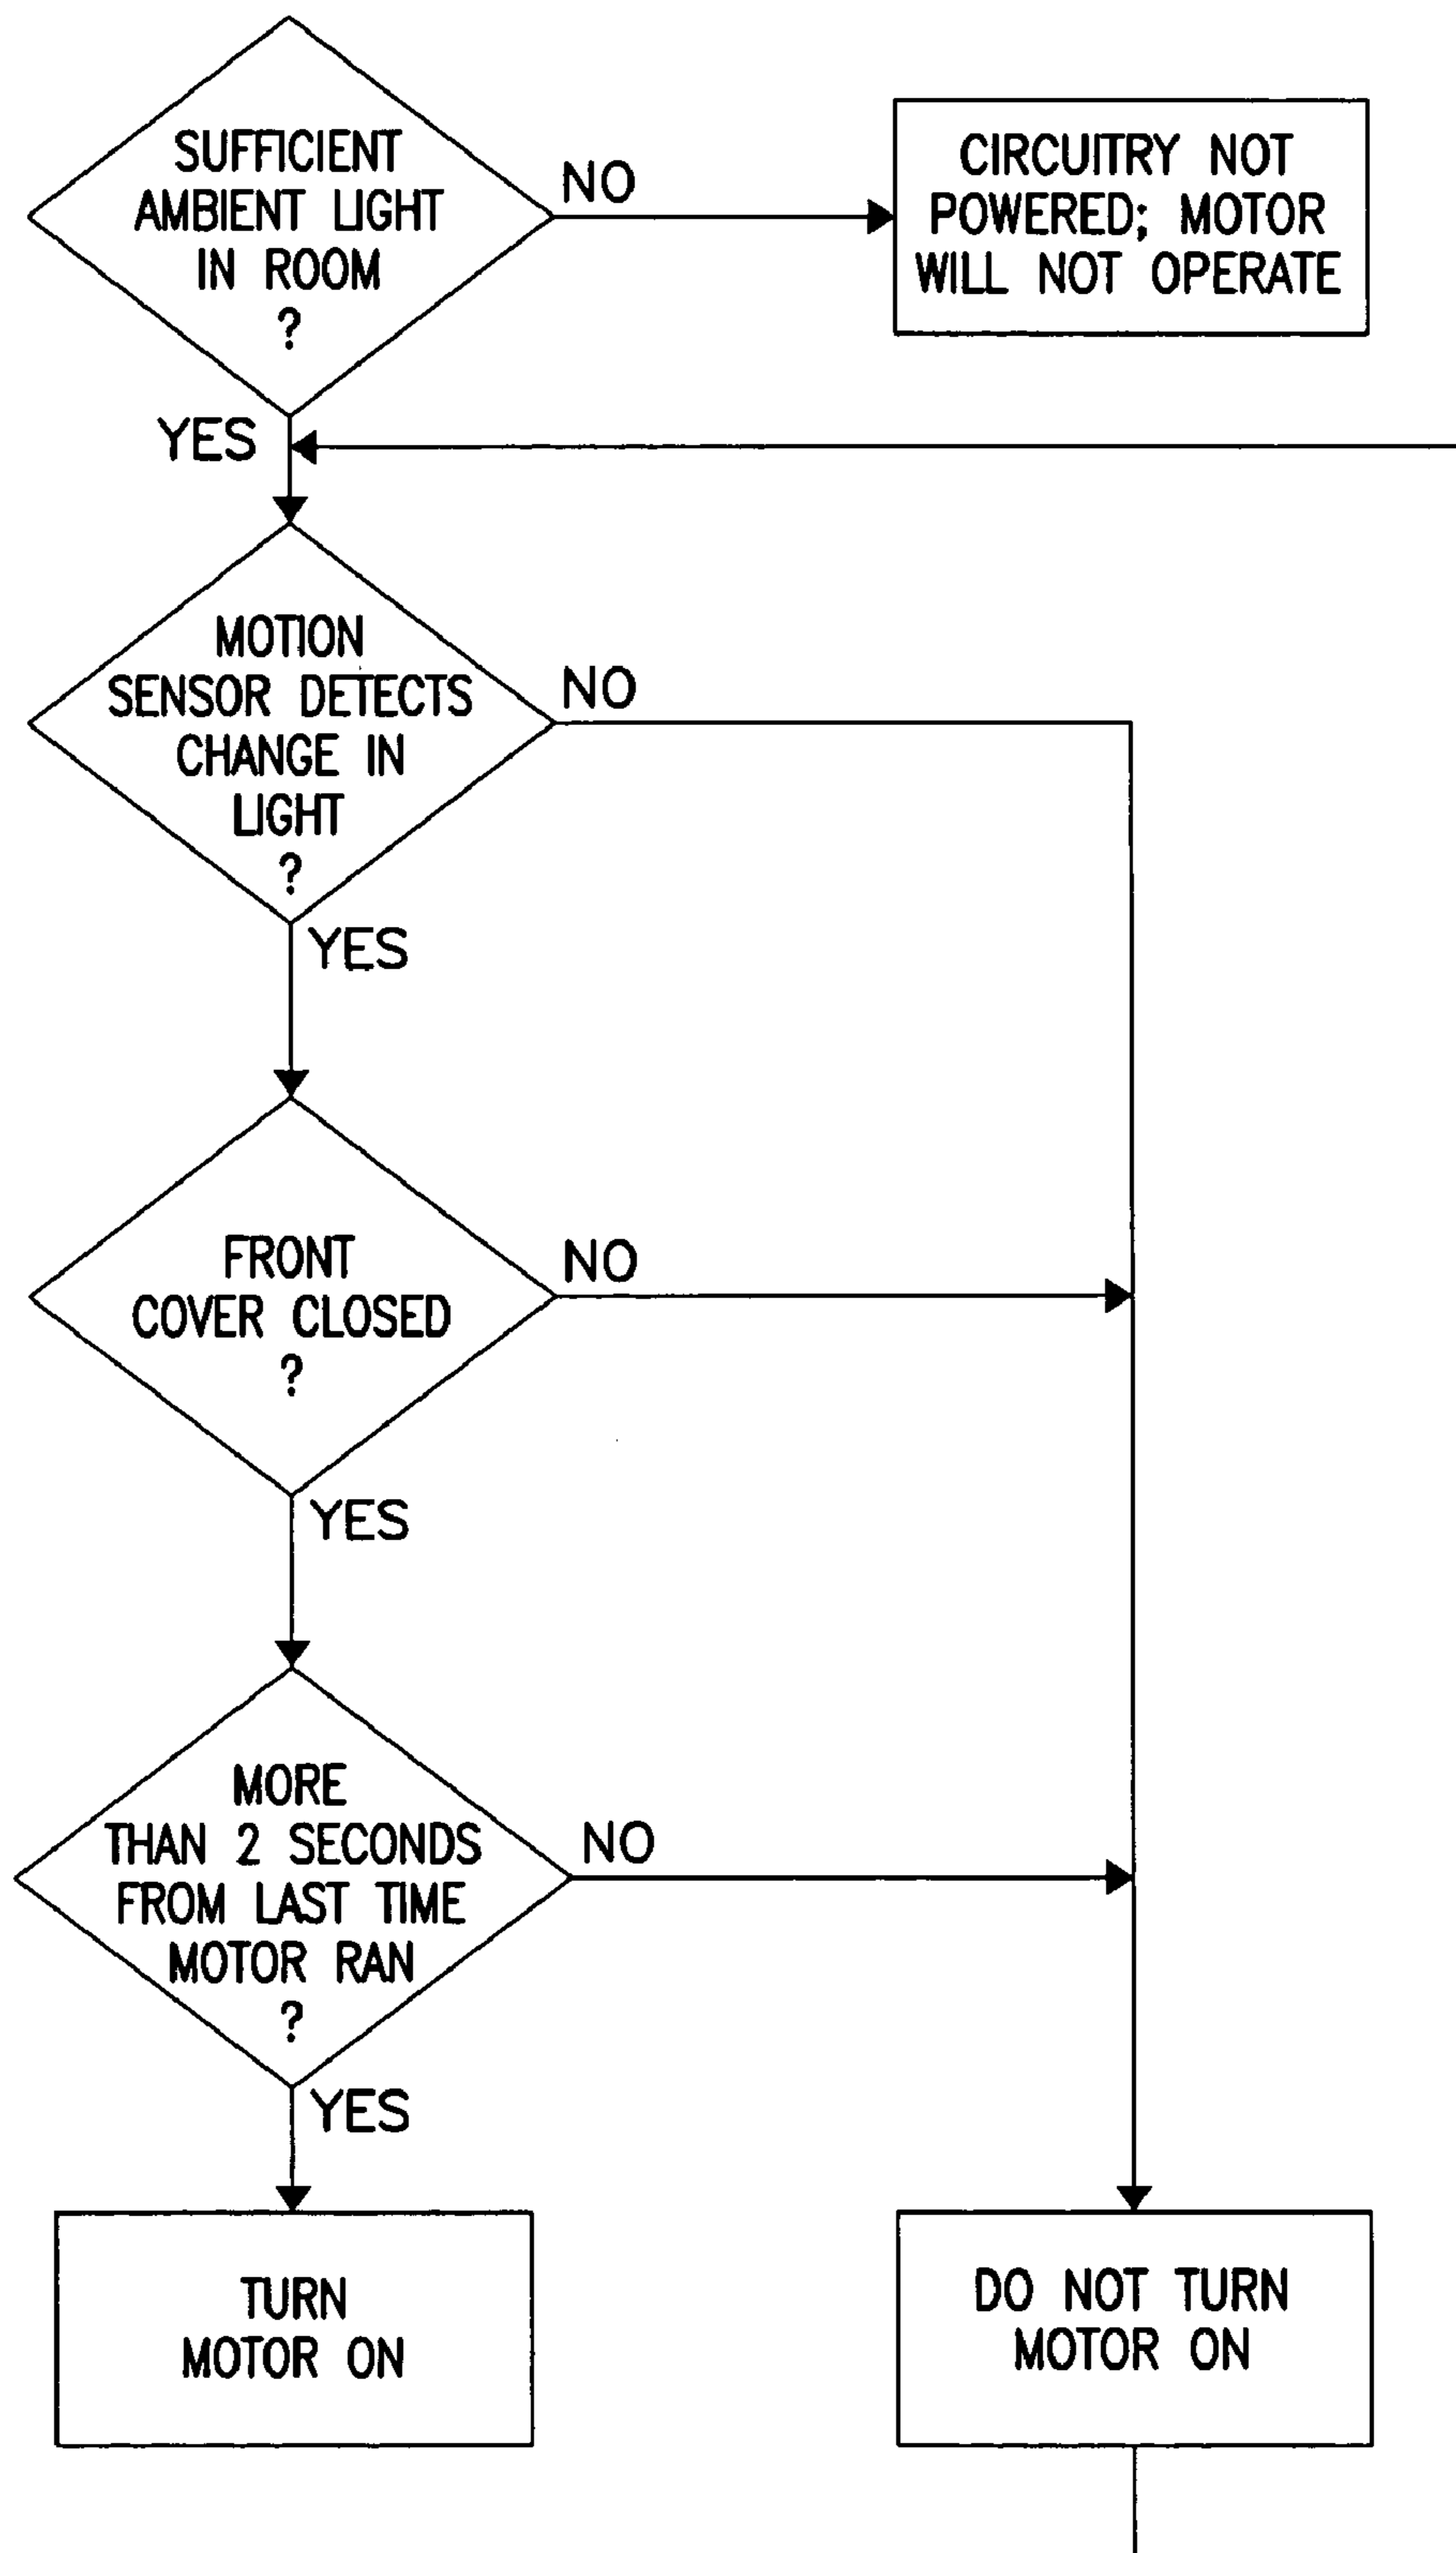 SUFFICIENT
AMBIENT LIGHT
IN ROOM
?
NO
CIRCUITRY NOT
POWERED; MOTOR
WILL NOT OPERATE
YES
MOTION
SENSOR DETECTS
CHANGE IN
LIGHT
?
NO
YES
FRONT
COVER CLOSED
?
NO
YES
MORE
THAN 2 SECONDS
FROM LAST TIME
MOTOR RAN
?
NO
YES
TURN
MOTOR ON
DO NOT TURN
MOTOR ON